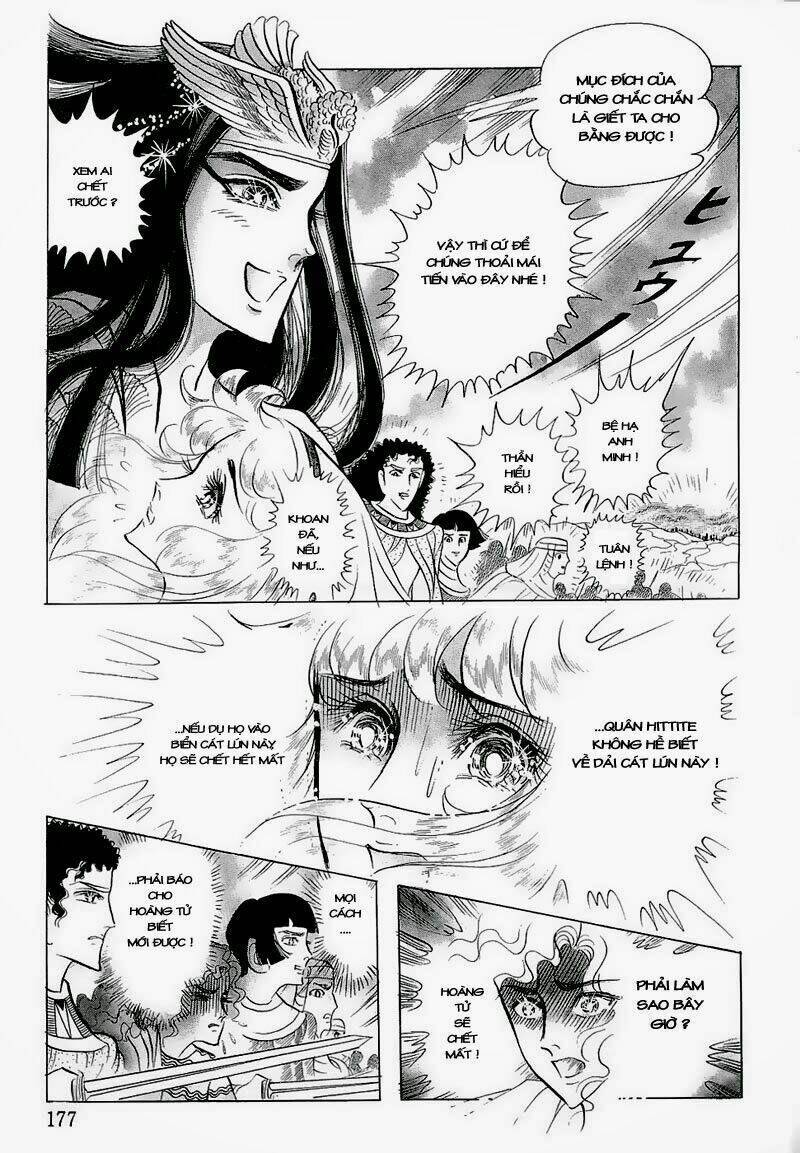 MỤC ĐÍCH CỦA
CHÚNG CHẮC CHẮN
LÀ GIẾT TA CHO
BẰNG ĐƯỢC !
VẬY THÌ CỨ ĐỂ
CHÚNG THOẢI MÁI
TIẾN VÀO ĐÂY NHÉ !
XEM AI
CHẾT
TRƯỚC ?
ヒュウー
BỆ HẠ
ANH
MINH !
THẦN
HIỂU
RỒI !
TUÂN
LỆNH !
KHOAN
ĐÃ,
NẾU
NHƯ...
...QUÂN HITTITE
KHÔNG HỀ BIẾT
VỀ DẢI CÁT LÚN NÀY !
...NẾU DỤ HỌ VÀO
BIỂN CÁT LÚN NÀY
HỌ SẼ CHẾT HẾT MẤT
...PHẢI BÁO
CHO
HOÀNG TỬ
BIẾT
MỚI ĐƯỢC !
MỌI
CÁCH
....
PHẢI LÀM
SAO BÂY
GIỜ ?
HOÀNG
TỬ
SẼ
CHẾT
MẤT !
177